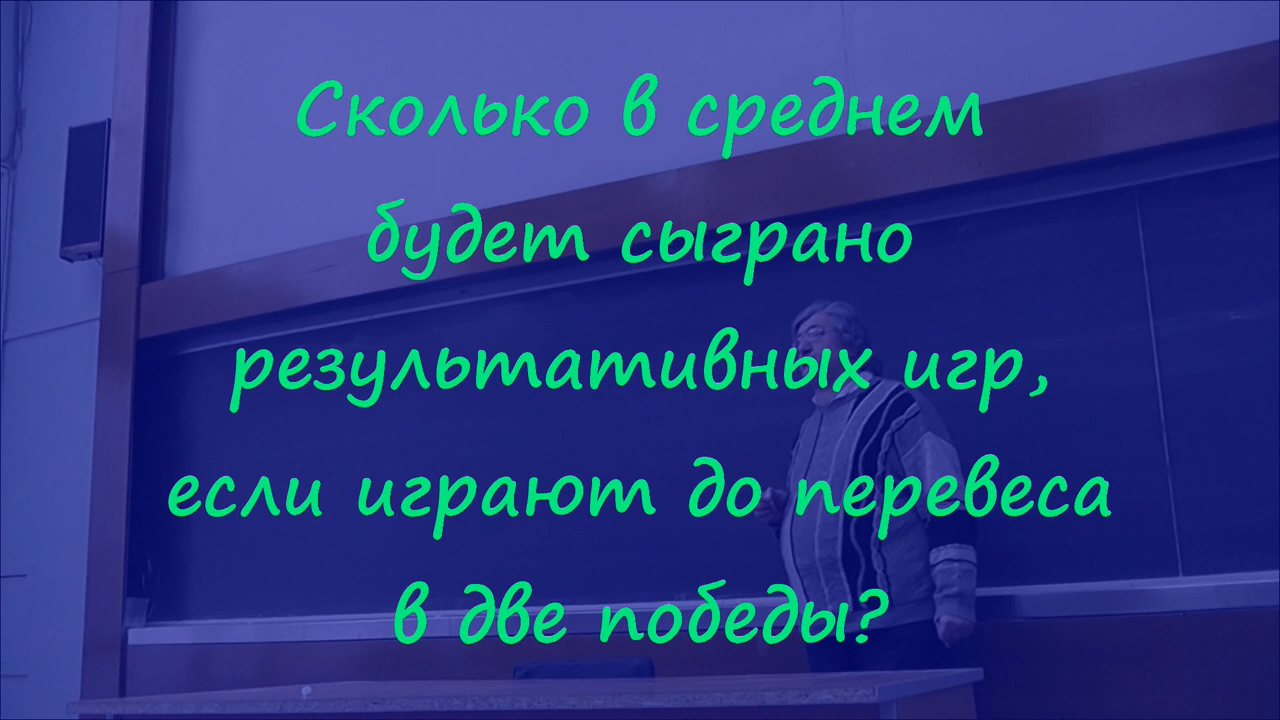 Сколько в среднем
будет сыграно
результативных игр,
если играют до перевеса
в две победы?